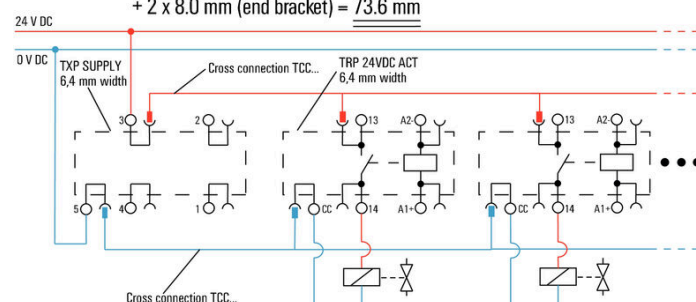 + 2 x 8.0 mm (end bracket) = 73.6 mm
24 V DC
0 V DC
TXP SUPPLY
6,4 mm width
Cross connection TCC...
TRP 24VDC ACT
6,4 mm width
3 2 13 A2- 13 A2-
5 4 1 CC 14 A1+ CC 14 A1+
Cross connection TCC...